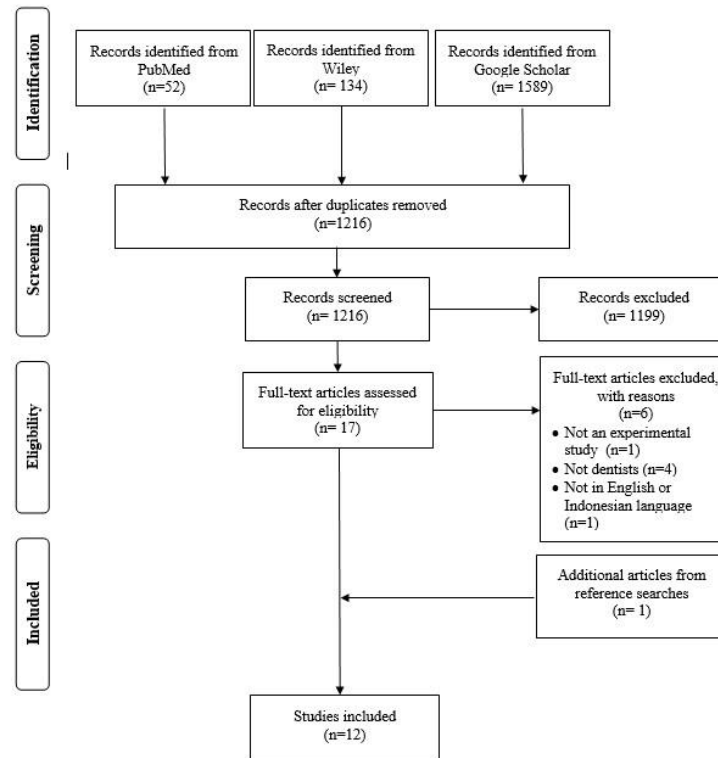 Identification
Records identified from
PubMed
(n=52)
Records identified from
Wiley
(n= 134)
Records identified from
Google Scholar
(n= 1589)
Screening
Records after duplicates removed
(n=1216)
Records screened
(n= 1216)
Records excluded
(n= 1199)
Eligibility
Full-text articles assessed
for eligibility
(n= 17)
Full-text articles excluded,
with reasons
(n=6)
• Not an experimental
study (n=1)
• Not dentists (n=4)
• Not in English or
Indonesian language
(n=1)
Included
Additional articles from
reference searches
(n= 1)
Studies included
(n=12)